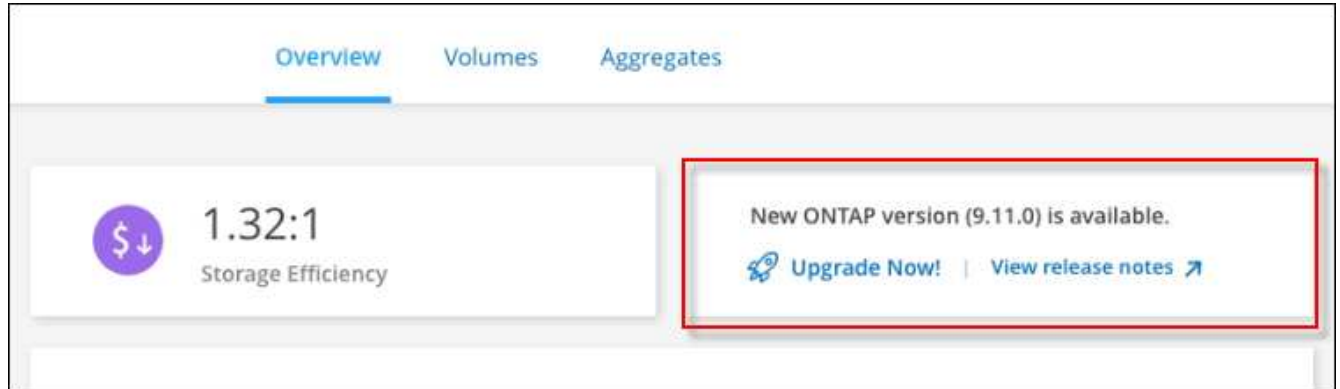 Overview Volumes Aggregates
1.32:1
Storage Efficiency
New ONTAP version (9.11.0) is available.
Upgrade Now! | View release notes